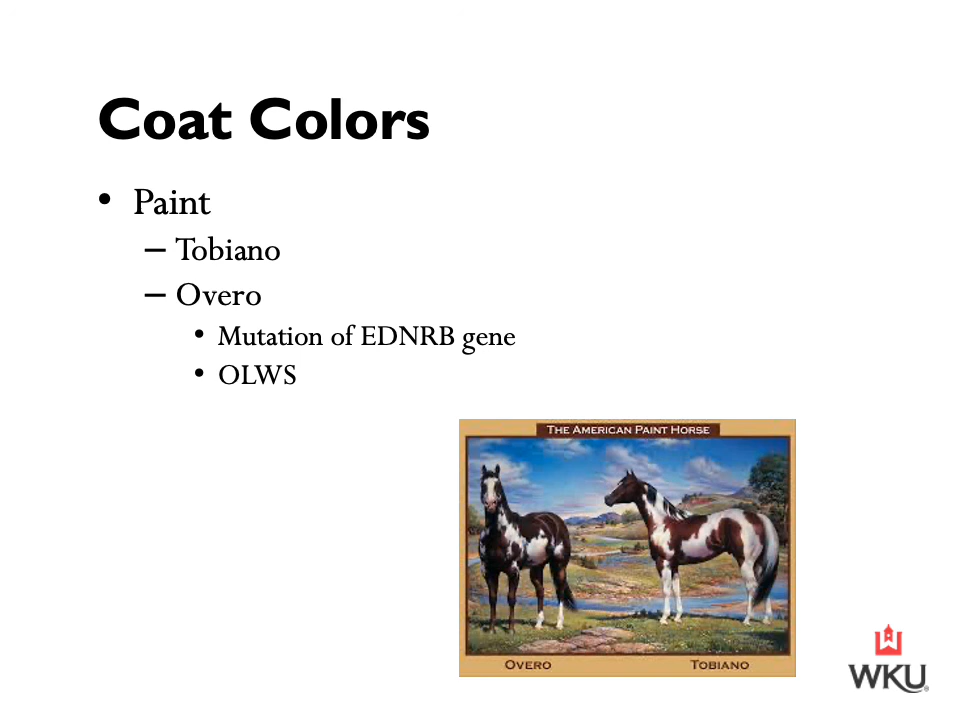 Coat Colors
• Paint
– Tobiano
– Overo
• Mutation of EDNRB gene
• OLWS
THE AMERICAN PAINT HORSE
OVERO TOBIANO
WKU®